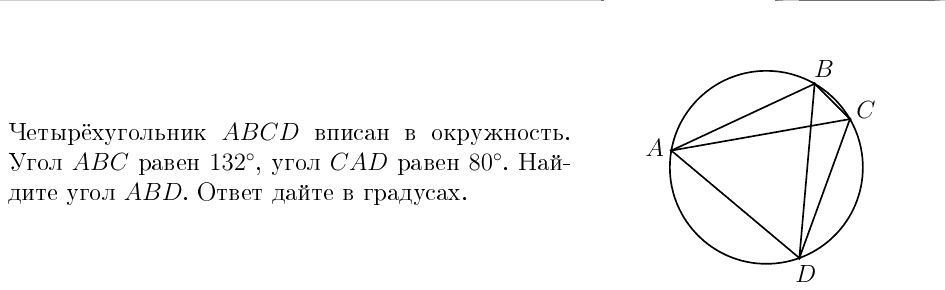 Четырёхугольник ABCD вписан в окружность.
Угол ABC равен 132°, угол CAD равен 80°. Най-
дите угол ABD. Ответ дайте в градусах.
B
C
A
D